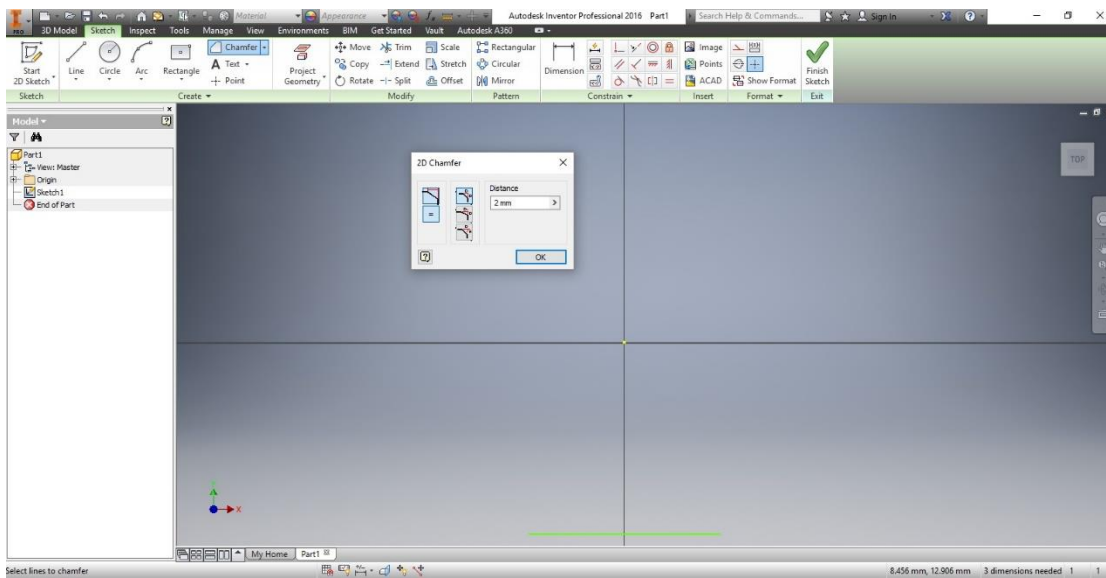 Material Appearance Autodesk Inventor Professional 2016 Part1 Search Help & Commands... Sign In
PRO 3D Model Sketch Inspect Tools Manage View Environments BIM Get Started Vault Autodesk A360
Start 2D Sketch Line Circle Arc Rectangle Chamfer Text Point Project Geometry Move Trim Scale Copy Extend Stretch Rotate Split Offset Rectangular Circular Mirror Dimension Image Points ACAD Show Format Finish Sketch
Sketch Create Modify Pattern Constrain Insert Format Exit
Model
Part1
View: Master
Origin
Sketch1
End of Part
2D Chamfer
Distance
2 mm
OK
TOP
X
My Home Part1
Select lines to chamfer 8.456 mm, 12.906 mm 3 dimensions needed 1 1